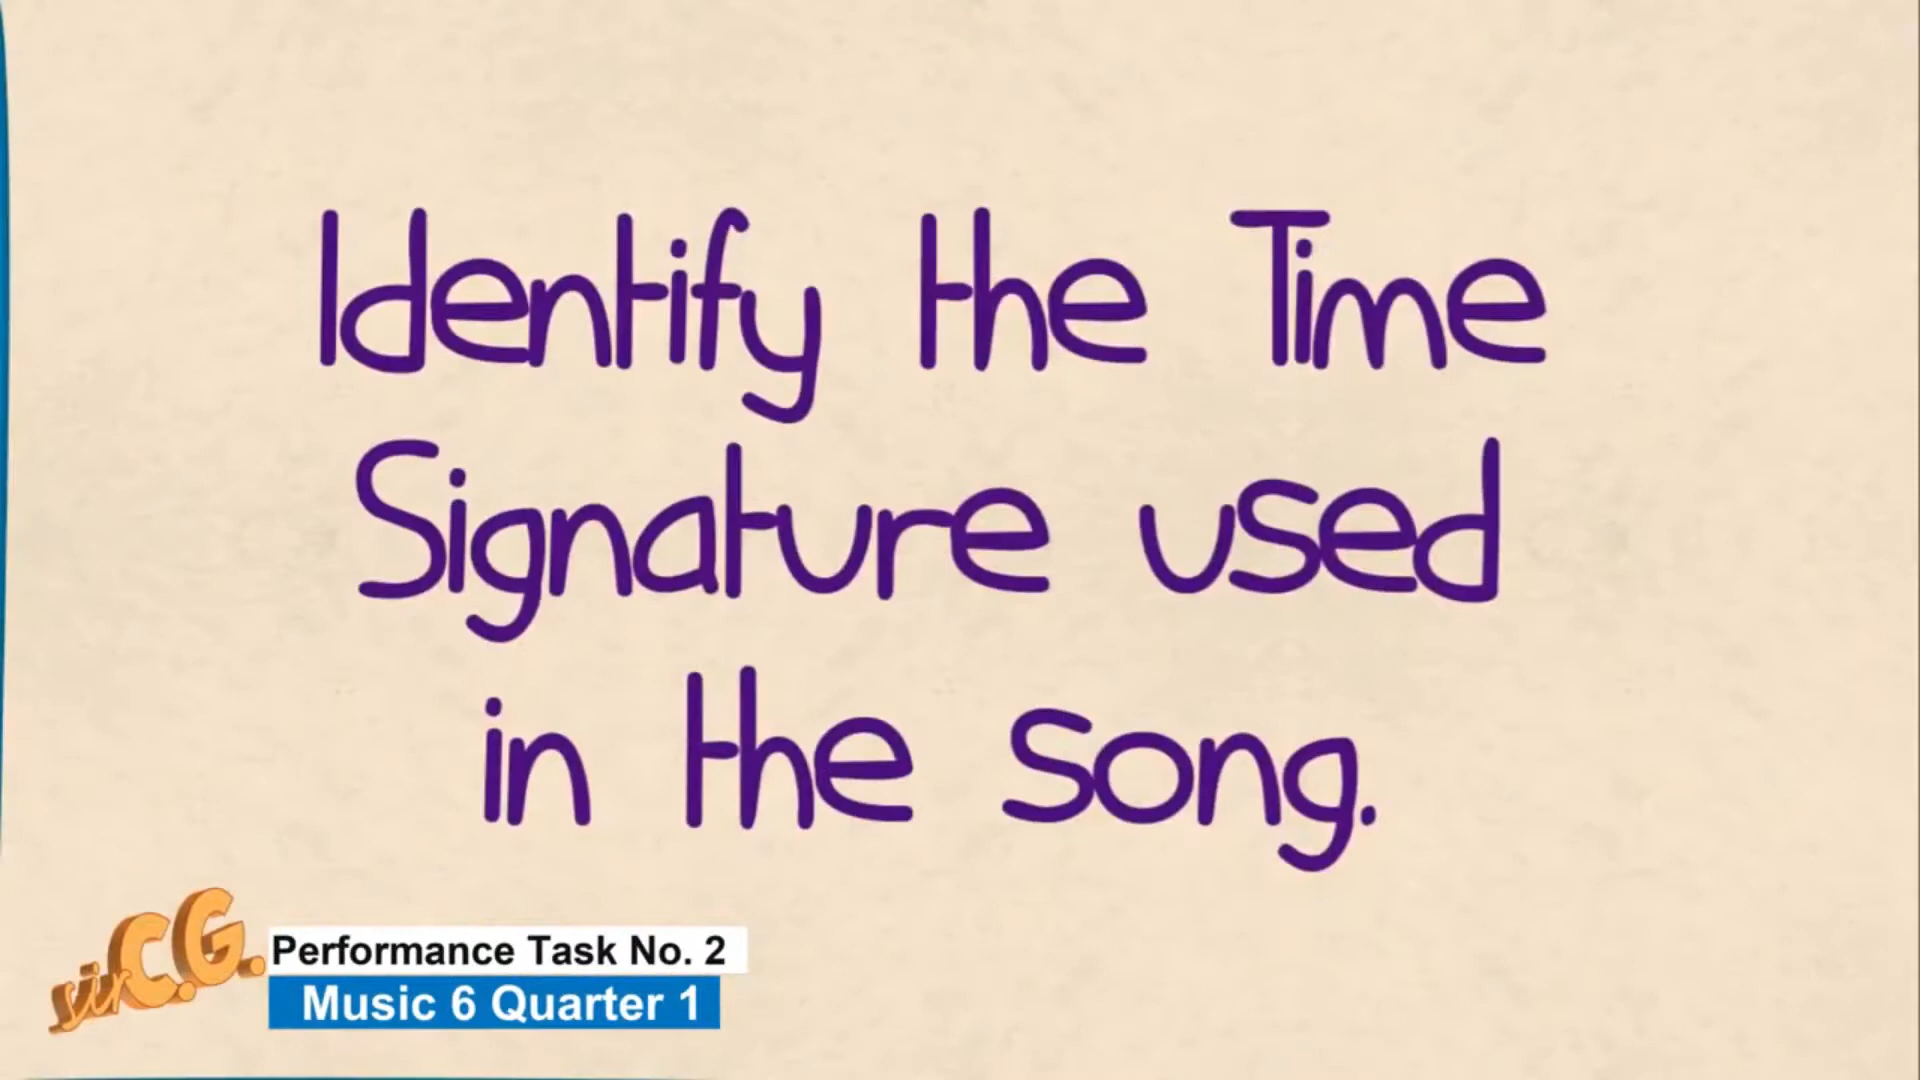 Identify the Time
Signature used
in the song.
sir C.G.
Performance Task No. 2
Music 6 Quarter 1